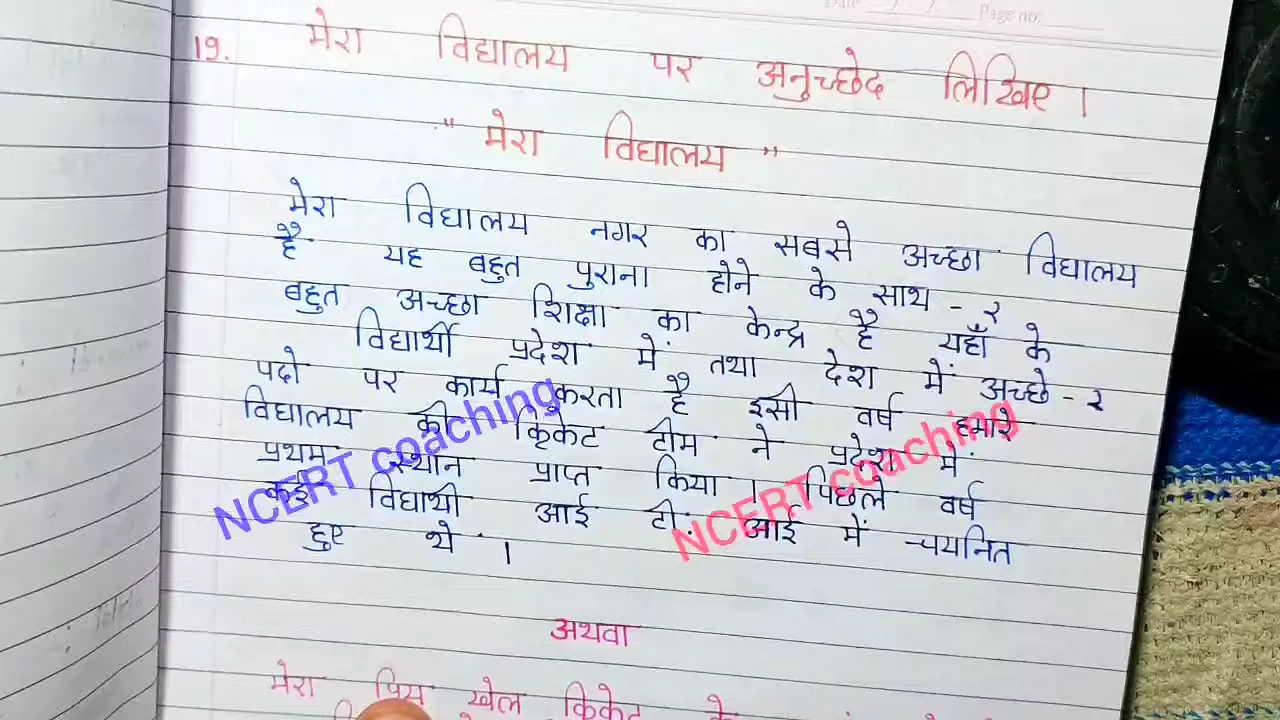 Page no:
19. मेरा विद्यालय पर अनुच्छेद लिखिए ।
" मेरा विद्यालय "
मेरा विद्यालय नगर का सबसे अच्छा विद्यालय
है यह बहुत पुराना होने के साथ - २
बहुत अच्छा शिक्षा का केन्द्र है यहाँ के
विद्यार्थी प्रदेश में तथा देश में अच्छे - २
पदो पर कार्य करता है इसी वर्ष हमारे
विद्यालय की क्रिकेट टीम ने प्रदेश में
प्रथम स्थान प्राप्त किया । पिछले वर्ष
कई विद्यार्थी आई टी. आई में चयनित
हुए थे ।
NCERT coaching
NCERT coaching
अथवा
मेरा प्रिय खेल क्रिकेट